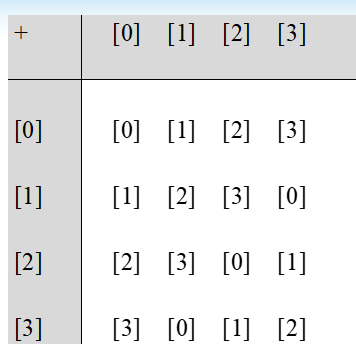 + [0] [1] [2] [3]
[0] [0] [1] [2] [3]
[1] [1] [2] [3] [0]
[2] [2] [3] [0] [1]
[3] [3] [0] [1] [2]